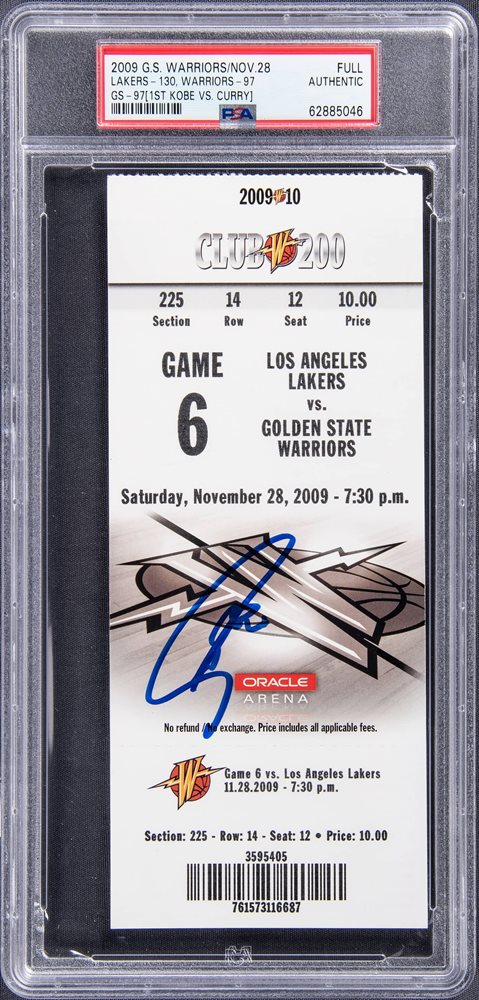 2009 G.S. WARRIORS/NOV.28 FULL
LAKERS-130, WARRIORS-97 AUTHENTIC
GS-97[1ST KOBE VS. CURRY]
PSA 62885046
2009 10
CLUB W 200
225 14 12 10.00
Section Row Seat Price
GAME
6
LOS ANGELES
LAKERS
vs.
GOLDEN STATE
WARRIORS
Saturday, November 28, 2009 - 7:30 p.m.
ORACLE
ARENA
No refund / No exchange. Price includes all applicable fees.
W
Game 6 vs. Los Angeles Lakers
11.28.2009 - 7:30 p.m.
Section: 225 - Row: 14 - Seat: 12 • Price: 10.00
3595405
761573116687